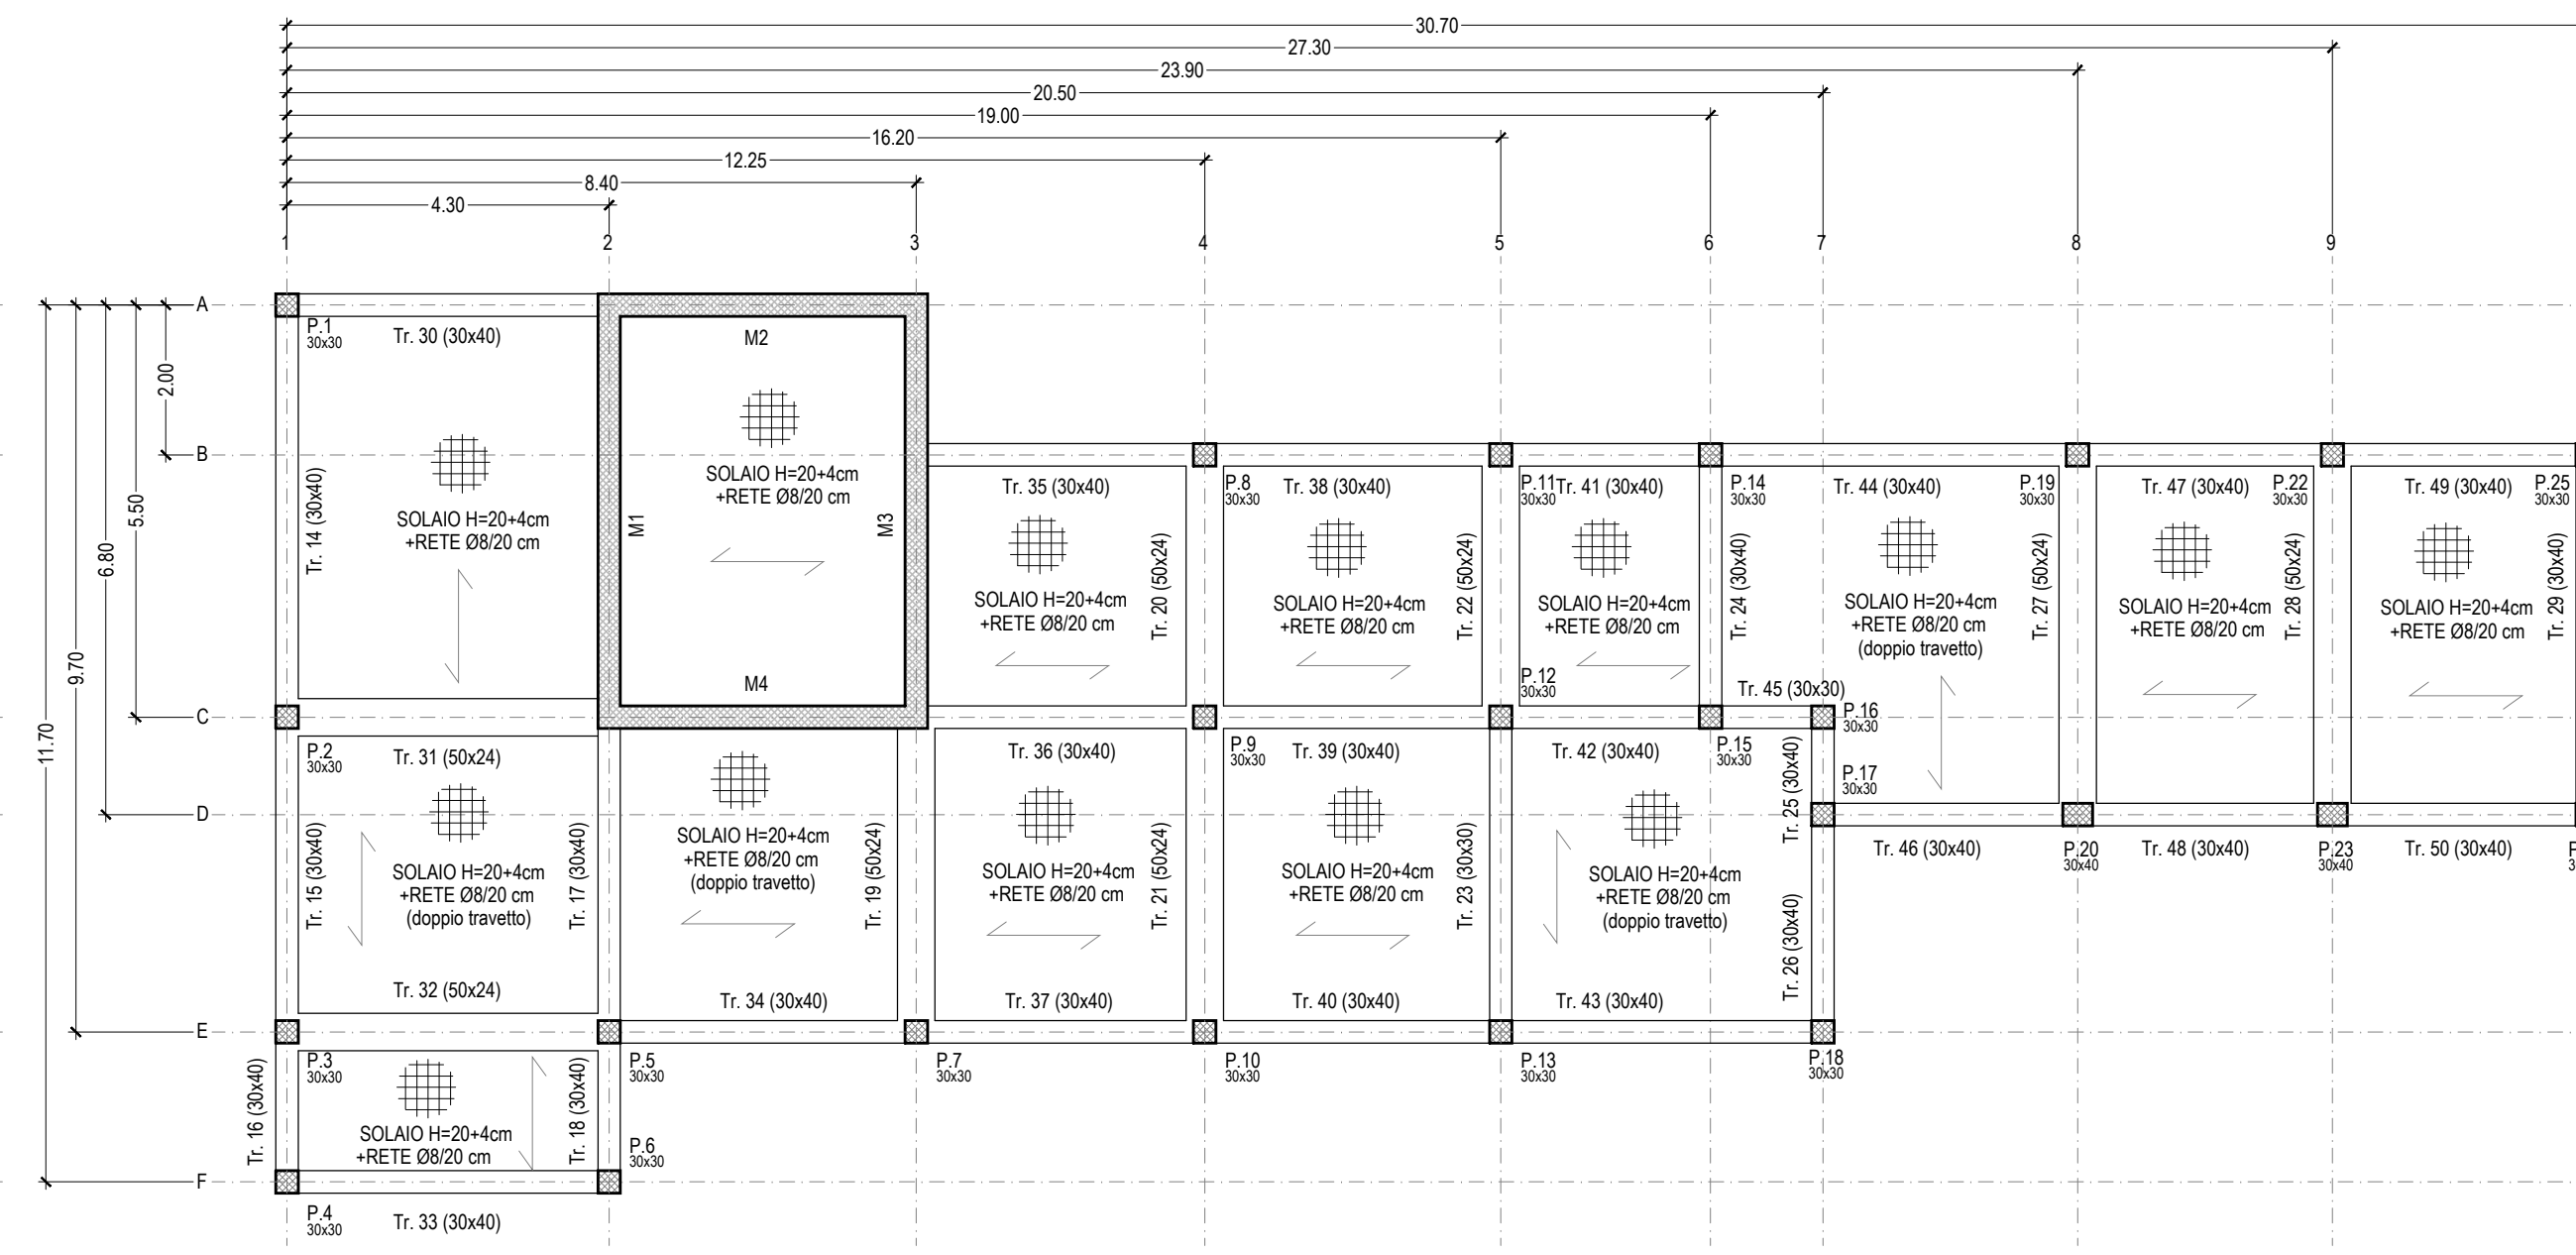 30.70
27.30
23.90
20.50
19.00
16.20
12.25
8.40
4.30
1
2
3
4
5
6
7
8
9
A
B
C
D
E
F
2.00
5.50
6.80
9.70
11.70
P.1
30x30
Tr. 30 (30x40)
Tr. 14 (30x40)
SOLAIO H=20+4cm
+RETE Ø8/20 cm
M2
M1
M3
M4
SOLAIO H=20+4cm
+RETE Ø8/20 cm
Tr. 35 (30x40)
SOLAIO H=20+4cm
+RETE Ø8/20 cm
Tr. 20 (50x24)
P.8
30x30
Tr. 38 (30x40)
SOLAIO H=20+4cm
+RETE Ø8/20 cm
Tr. 22 (50x24)
P.11
30x30
Tr. 41 (30x40)
SOLAIO H=20+4cm
+RETE Ø8/20 cm
P.12
30x30
Tr. 24 (30x40)
P.14
30x30
Tr. 44 (30x40)
P.19
30x30
SOLAIO H=20+4cm
+RETE Ø8/20 cm
(doppio travetto)
Tr. 27 (50x24)
Tr. 45 (30x30)
P.16
30x30
P.17
30x30
Tr. 47 (30x40)
P.22
30x30
SOLAIO H=20+4cm
+RETE Ø8/20 cm
Tr. 28 (50x24)
Tr. 49 (30x40)
P.25
30x30
SOLAIO H=20+4cm
+RETE Ø8/20 cm
Tr. 29 (30x40)
P.2
30x30
Tr. 31 (50x24)
Tr. 15 (30x40)
SOLAIO H=20+4cm
+RETE Ø8/20 cm
(doppio travetto)
Tr. 17 (30x40)
Tr. 32 (50x24)
SOLAIO H=20+4cm
+RETE Ø8/20 cm
(doppio travetto)
Tr. 19 (50x24)
Tr. 34 (30x40)
Tr. 36 (30x40)
SOLAIO H=20+4cm
+RETE Ø8/20 cm
Tr. 21 (50x24)
Tr. 37 (30x40)
P.9
30x30
Tr. 39 (30x40)
SOLAIO H=20+4cm
+RETE Ø8/20 cm
Tr. 23 (30x30)
Tr. 40 (30x40)
Tr. 42 (30x40)
P.15
30x30
Tr. 25 (30x40)
SOLAIO H=20+4cm
+RETE Ø8/20 cm
(doppio travetto)
Tr. 26 (30x40)
Tr. 43 (30x40)
Tr. 46 (30x40)
P.20
30x40
Tr. 48 (30x40)
P.23
30x40
Tr. 50 (30x40)
P.3
30x30
Tr. 16 (30x40)
SOLAIO H=20+4cm
+RETE Ø8/20 cm
Tr. 18 (30x40)
P.5
30x30
P.6
30x30
P.7
30x30
P.10
30x30
P.13
30x30
P.18
30x30
P.4
30x30
Tr. 33 (30x40)